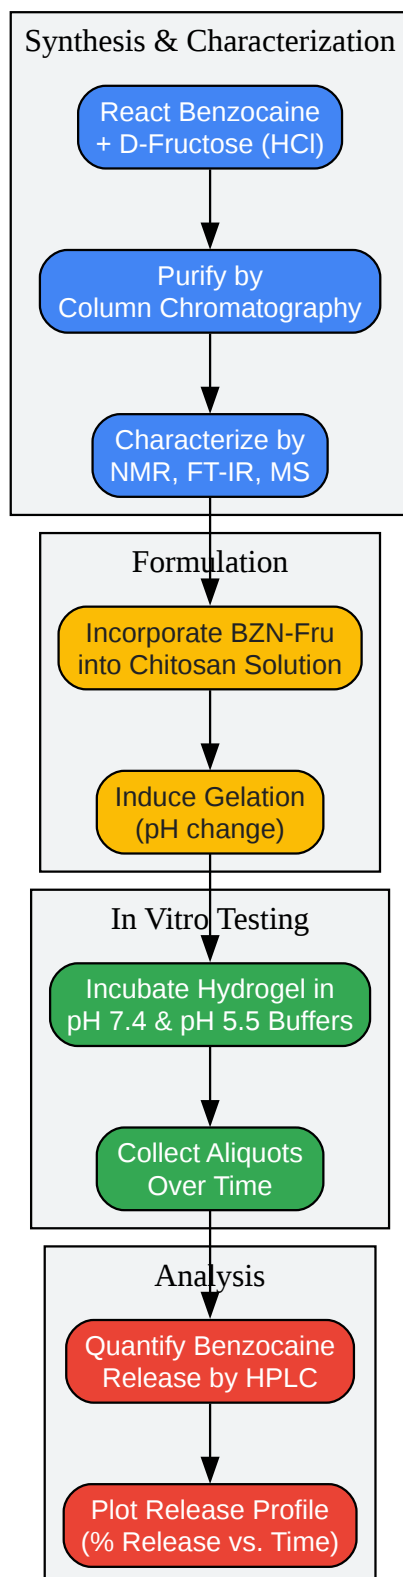 Synthesis & Characterization
React Benzocaine
+ D-Fructose (HCl)
Purify by
Column Chromatography
Characterize by
NMR, FT-IR, MS
Formulation
Incorporate BZN-Fru
into Chitosan Solution
Induce Gelation
(pH change)
In Vitro Testing
Incubate Hydrogel in
pH 7.4 & pH 5.5 Buffers
Collect Aliquots
Over Time
Analysis
Quantify Benzocaine
Release by HPLC
Plot Release Profile
(% Release vs. Time)